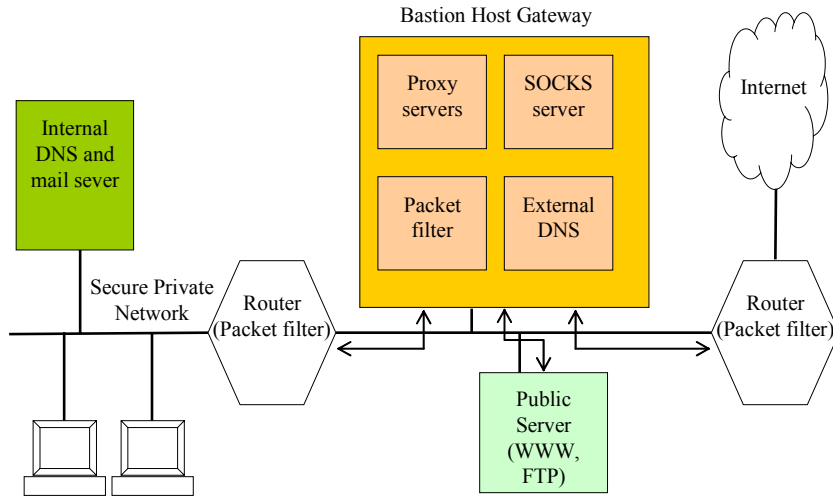 Bastion Host Gateway
Proxy
servers
SOCKS
server
Internet
Internal
DNS and
mail sever
Packet
filter
External
DNS
Secure Private
Network
Router
(Packet filter)
Router
(Packet filter)
Public
Server
(WWW,
FTP)